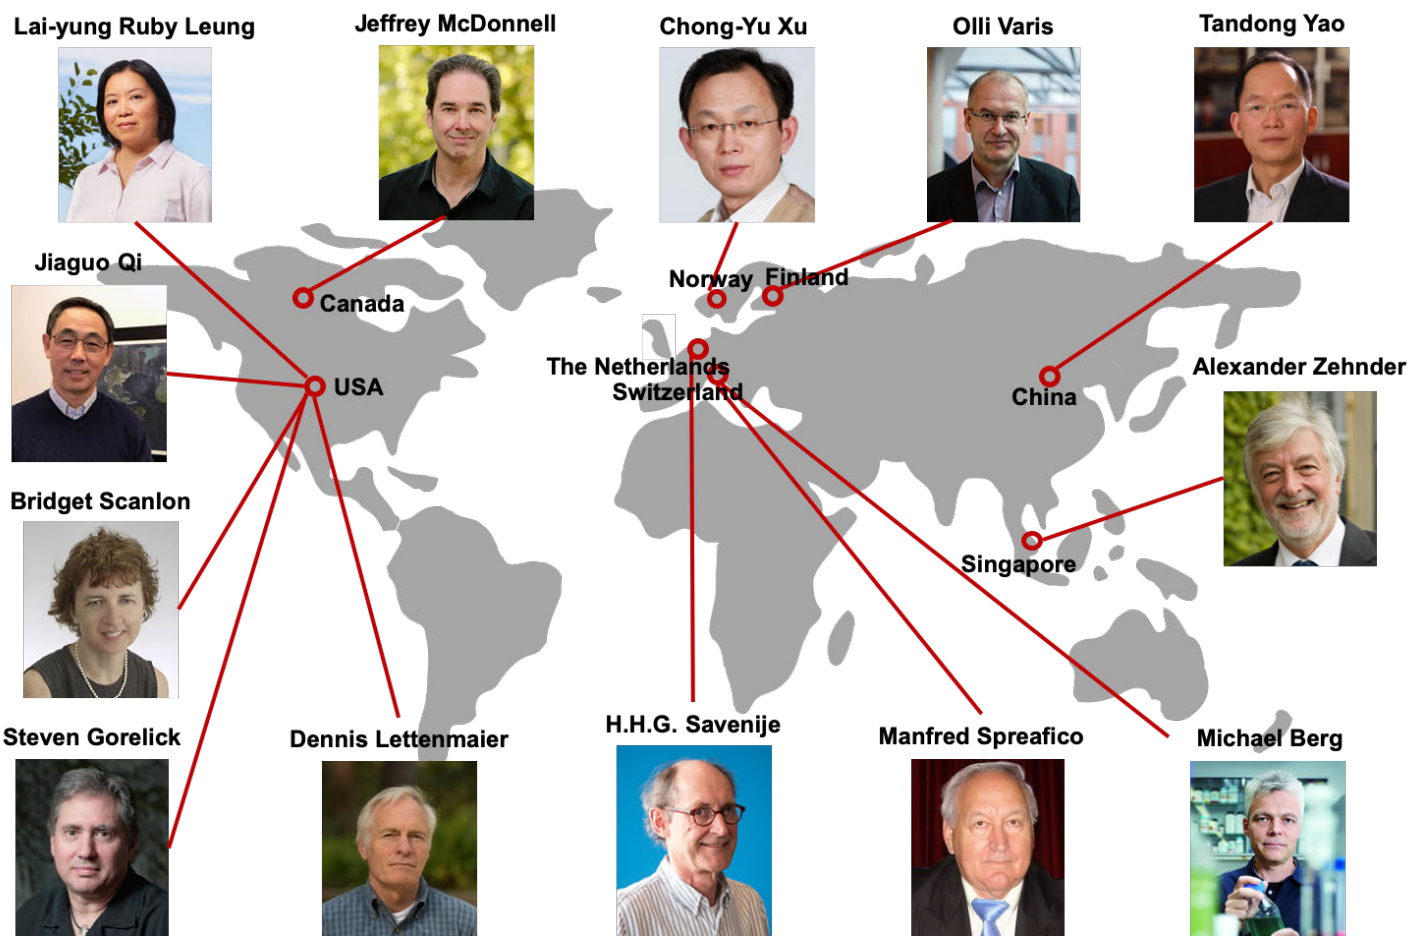 Lai-yung Ruby Leung
Jeffrey McDonnell
Chong-Yu Xu
Olli Varis
Tandong Yao
Jiaguo Qi
Norway
Finland
Canada
The Netherlands
Alexander Zehnder
USA
Switzerland
China
Bridget Scanlon
Singapore
Steven Gorelick
Dennis Lettenmaier
H.H.G. Savenije
Manfred Spreafico
Michael Berg